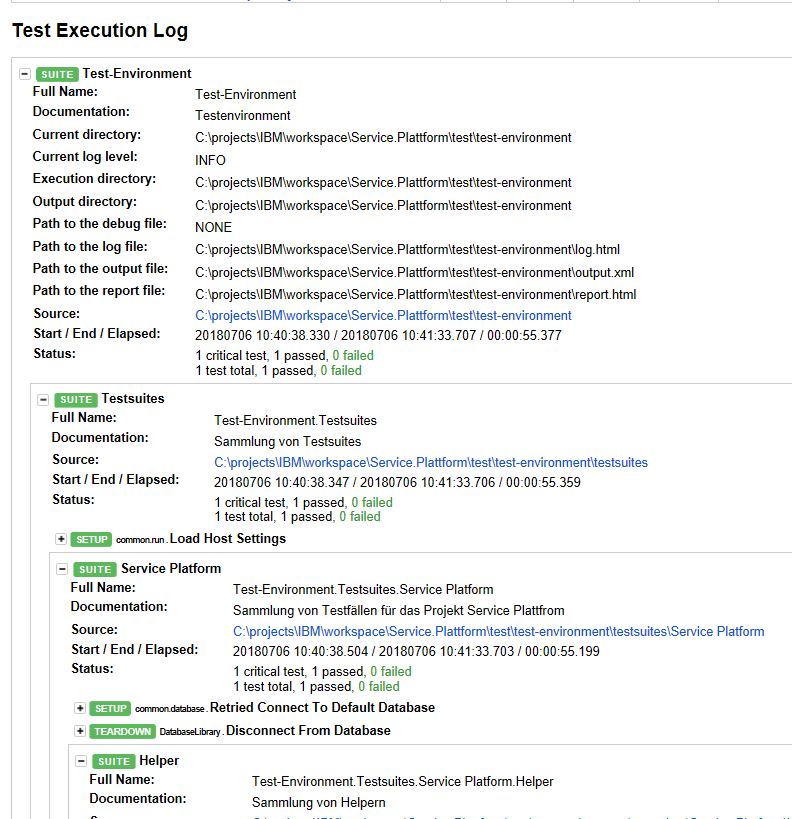 Test Execution Log
SUITE Test-Environment
Full Name: Test-Environment
Documentation: Testenvironment
Current directory: C:\projects\IBM\workspace\Service.Plattform\test\test-environment
Current log level: INFO
Execution directory: C:\projects\IBM\workspace\Service.Plattform\test\test-environment
Output directory: C:\projects\IBM\workspace\Service.Plattform\test\test-environment
Path to the debug file: NONE
Path to the log file: C:\projects\IBM\workspace\Service.Plattform\test\test-environment\log.html
Path to the output file: C:\projects\IBM\workspace\Service.Plattform\test\test-environment\output.xml
Path to the report file: C:\projects\IBM\workspace\Service.Plattform\test\test-environment\report.html
Source: C:\projects\IBM\workspace\Service.Plattform\test\test-environment
Start / End / Elapsed: 20180706 10:40:38.330 / 20180706 10:41:33.707 / 00:00:55.377
Status: 1 critical test, 1 passed, 0 failed
1 test total, 1 passed, 0 failed
SUITE Testsuites
Full Name: Test-Environment.Testsuites
Documentation: Sammlung von Testsuites
Source: C:\projects\IBM\workspace\Service.Plattform\test\test-environment\testsuites
Start / End / Elapsed: 20180706 10:40:38.347 / 20180706 10:41:33.706 / 00:00:55.359
Status: 1 critical test, 1 passed, 0 failed
1 test total, 1 passed, 0 failed
SETUP common.run . Load Host Settings
SUITE Service Platform
Full Name: Test-Environment.Testsuites.Service Platform
Documentation: Sammlung von Testfällen für das Projekt Service Plattfrom
Source: C:\projects\IBM\workspace\Service.Plattform\test\test-environment\testsuites\Service Platform
Start / End / Elapsed: 20180706 10:40:38.504 / 20180706 10:41:33.703 / 00:00:55.199
Status: 1 critical test, 1 passed, 0 failed
1 test total, 1 passed, 0 failed
SETUP common.database . Retried Connect To Default Database
TEARDOWN DatabaseLibrary . Disconnect From Database
SUITE Helper
Full Name: Test-Environment.Testsuites.Service Platform.Helper
Documentation: Sammlung von Helpern